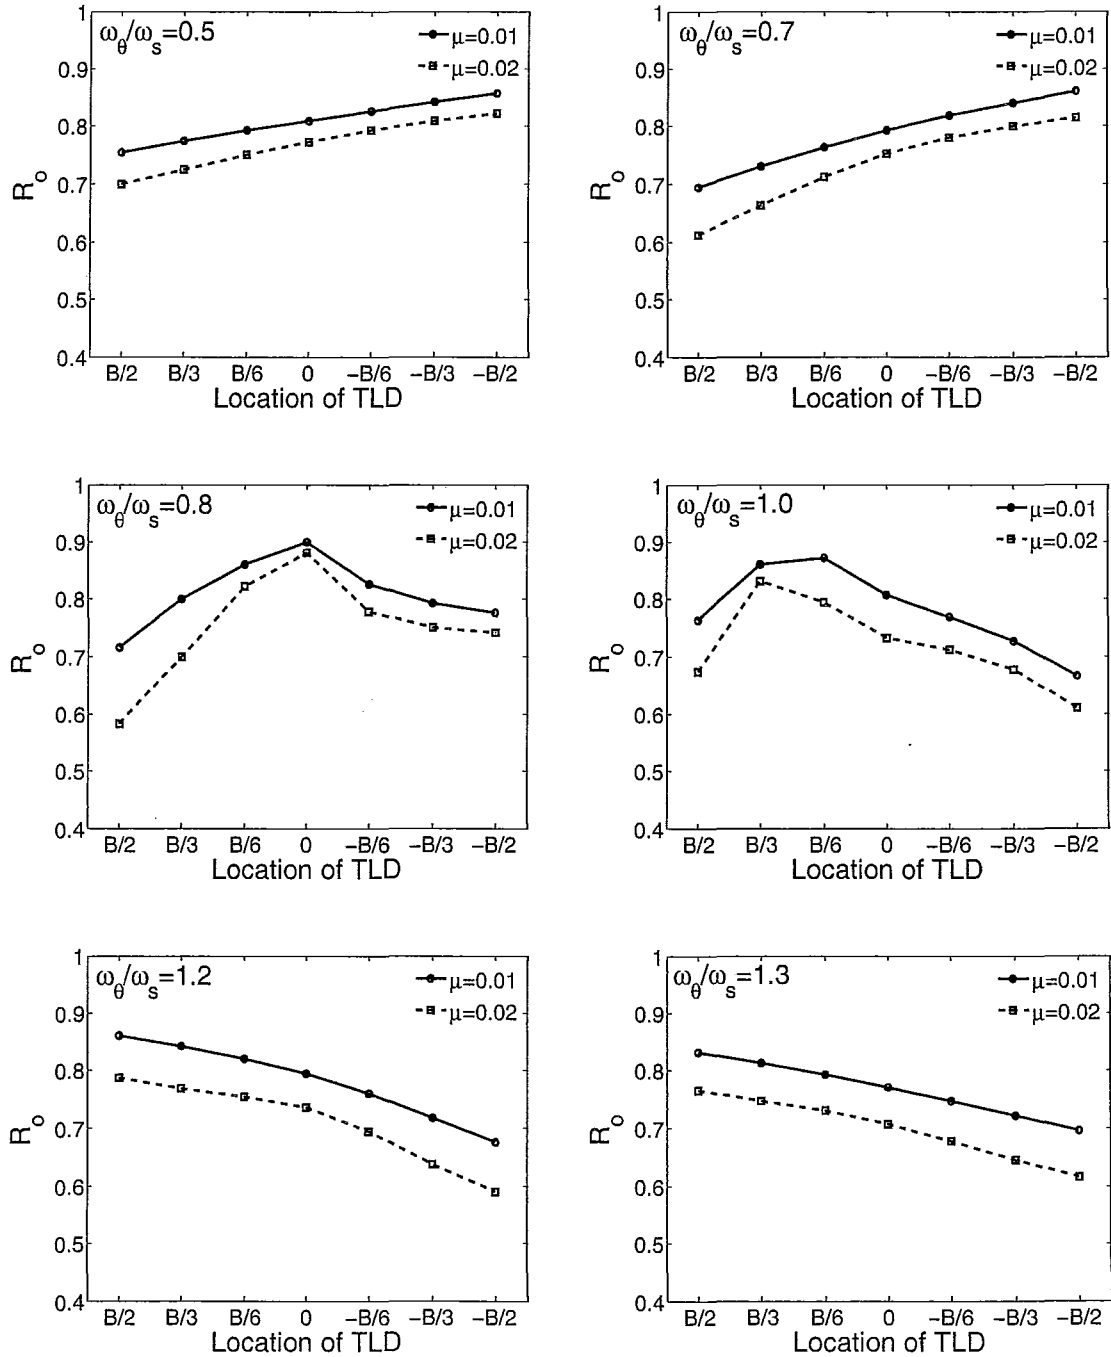 ω_θ/ω_s=0.5
μ=0.01
μ=0.02
1
0.9
0.8
0.7
0.6
0.5
0.4
R_o
B/2 B/3 B/6 0 −B/6 −B/3 −B/2
Location of TLD
ω_θ/ω_s=0.7
μ=0.01
μ=0.02
1
0.9
0.8
0.7
0.6
0.5
0.4
R_o
B/2 B/3 B/6 0 −B/6 −B/3 −B/2
Location of TLD
ω_θ/ω_s=0.8
μ=0.01
μ=0.02
1
0.9
0.8
0.7
0.6
0.5
0.4
R_o
B/2 B/3 B/6 0 −B/6 −B/3 −B/2
Location of TLD
ω_θ/ω_s=1.0
μ=0.01
μ=0.02
1
0.9
0.8
0.7
0.6
0.5
0.4
R_o
B/2 B/3 B/6 0 −B/6 −B/3 −B/2
Location of TLD
ω_θ/ω_s=1.2
μ=0.01
μ=0.02
1
0.9
0.8
0.7
0.6
0.5
0.4
R_o
B/2 B/3 B/6 0 −B/6 −B/3 −B/2
Location of TLD
ω_θ/ω_s=1.3
μ=0.01
μ=0.02
1
0.9
0.8
0.7
0.6
0.5
0.4
R_o
B/2 B/3 B/6 0 −B/6 −B/3 −B/2
Location of TLD